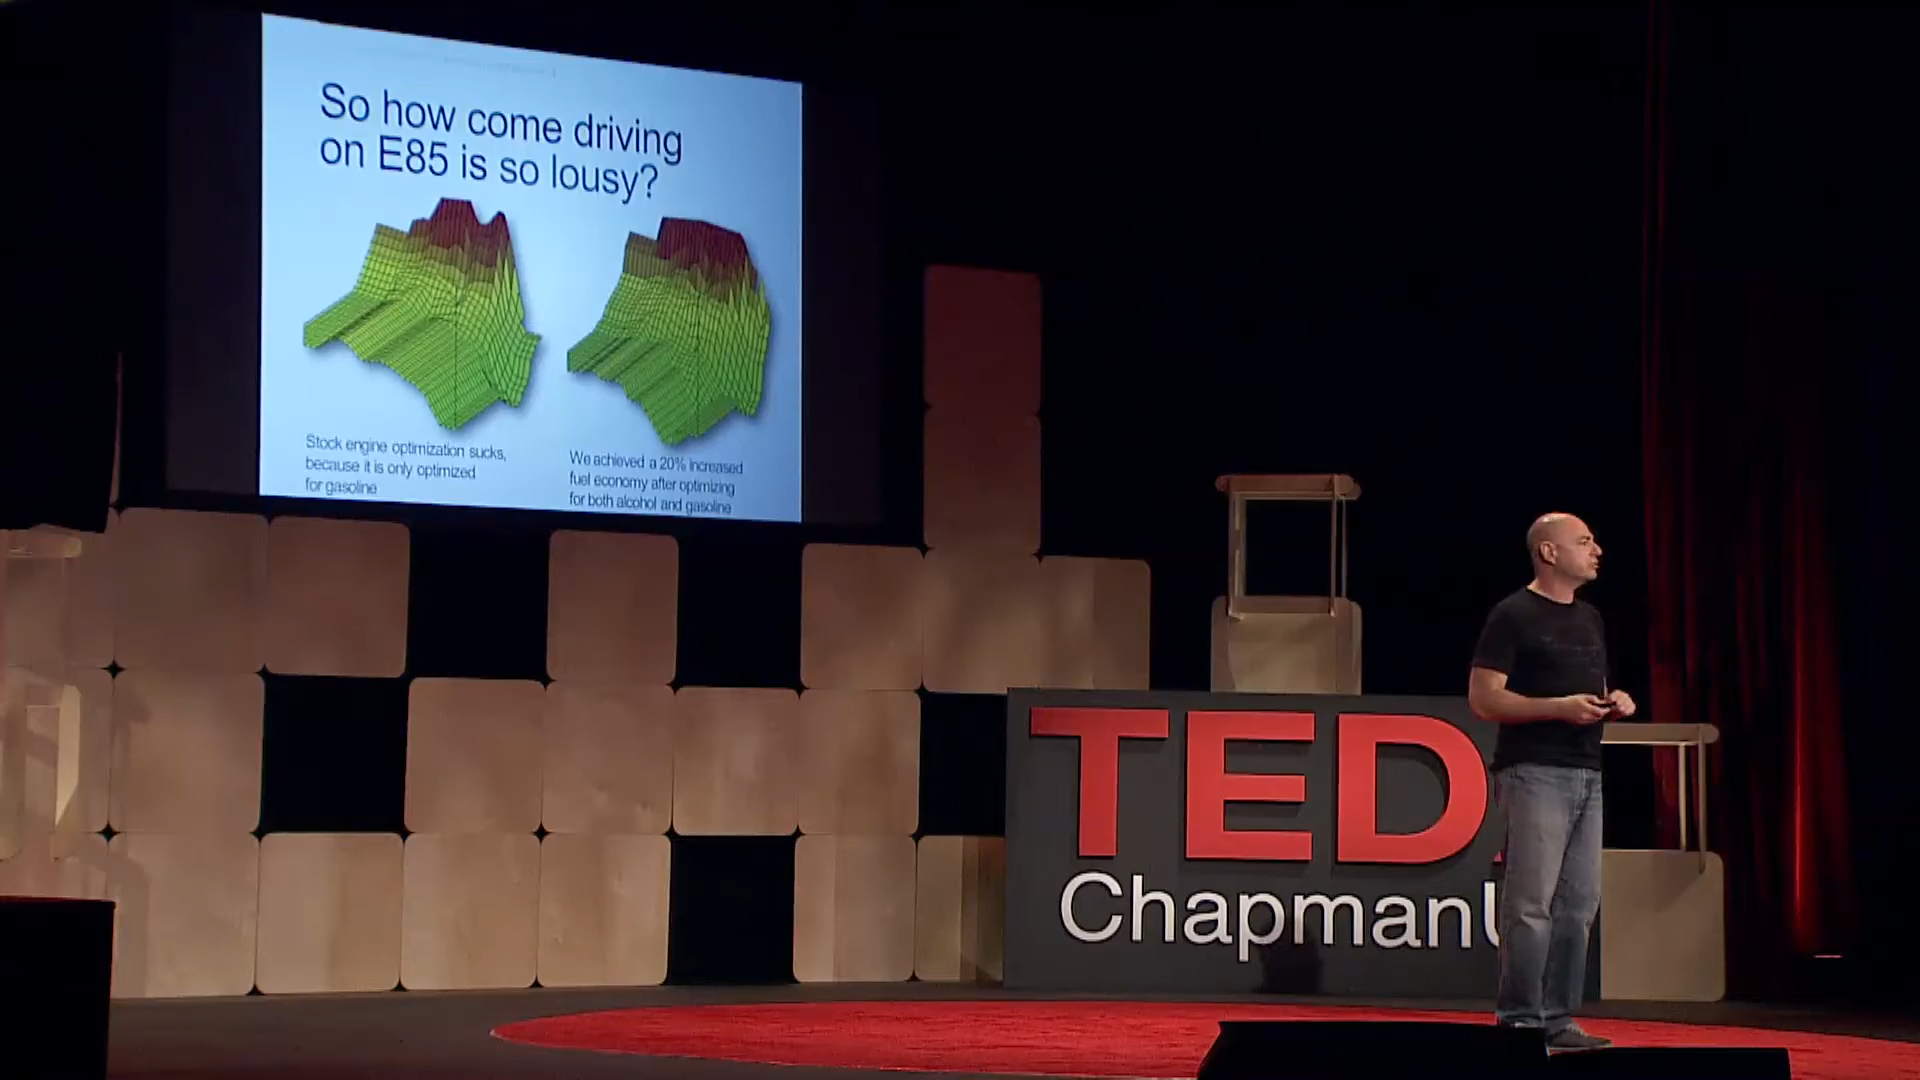 So how come driving
on E85 is so lousy?
Stock engine optimization sucks,
because it is only optimized
for gasoline
We achieved a 20% increased
fuel economy after optimizing
for both alcohol and gasoline
TED
ChapmanU